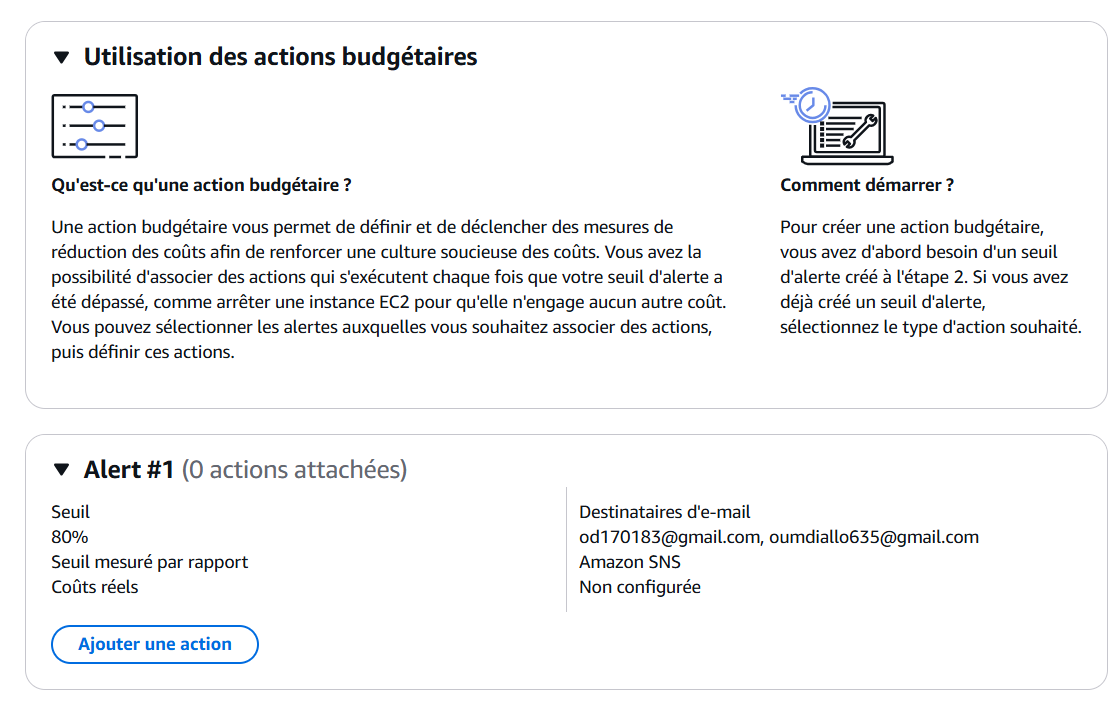 Utilisation des actions budgétaires
Qu'est-ce qu'une action budgétaire ?
Une action budgétaire vous permet de définir et de déclencher des mesures de
réduction des coûts afin de renforcer une culture soucieuse des coûts. Vous avez la
possibilité d'associer des actions qui s'exécutent chaque fois que votre seuil d'alerte a
été dépassé, comme arrêter une instance EC2 pour qu'elle n'engage aucun autre coût.
Vous pouvez sélectionner les alertes auxquelles vous souhaitez associer des actions,
puis définir ces actions.
Comment démarrer ?
Pour créer une action budgétaire,
vous avez d'abord besoin d'un seuil
d'alerte créé à l'étape 2. Si vous avez
déjà créé un seuil d'alerte,
sélectionnez le type d'action souhaité.
Alert #1 (0 actions attachées)
Seuil
80%
Seuil mesuré par rapport
Coûts réels
Destinataires d'e-mail
od170183@gmail.com, oumdiallo635@gmail.com
Amazon SNS
Non configurée
Ajouter une action